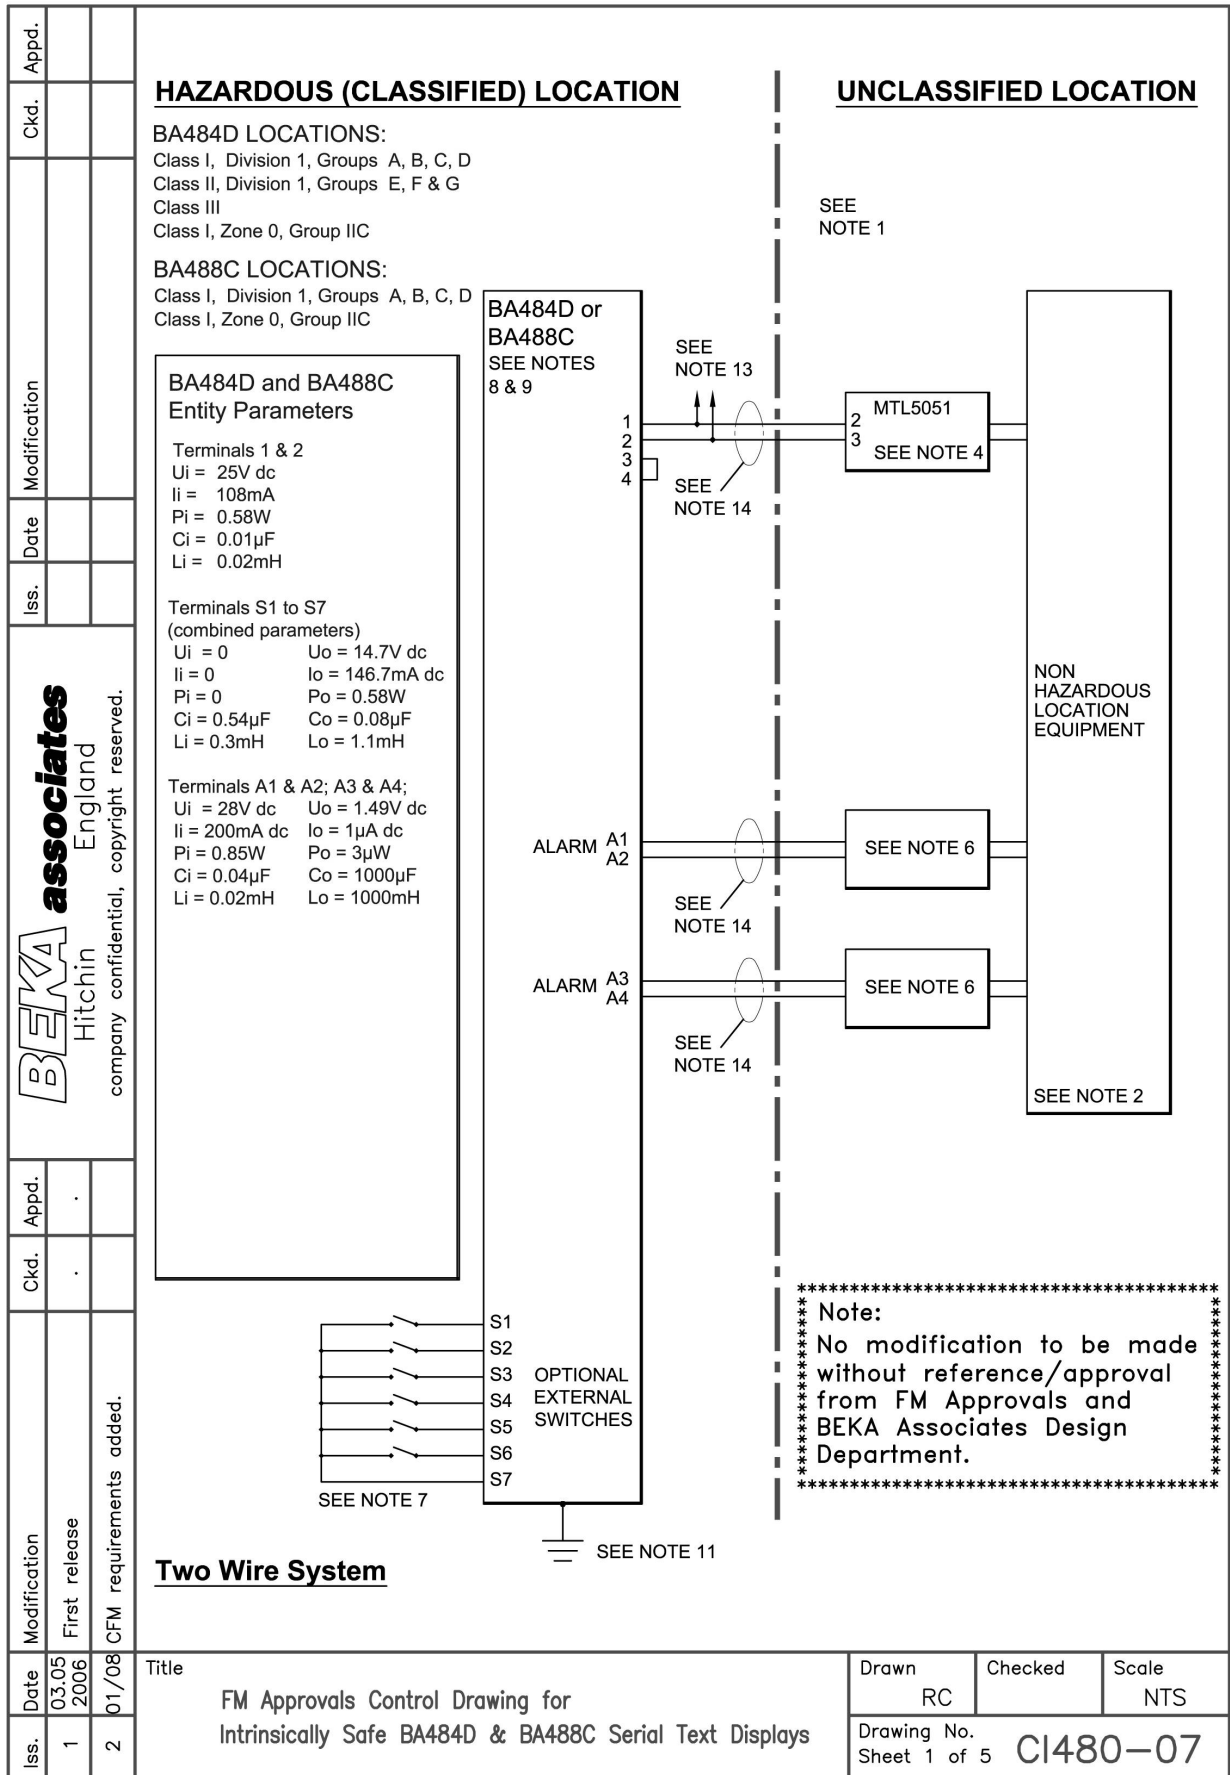 HAZARDOUS (CLASSIFIED) LOCATION
UNCLASSIFIED LOCATION
BA484D LOCATIONS:
Class I, Division 1, Groups A, B, C, D
Class II, Division 1, Groups E, F & G
Class III
Class I, Zone 0, Group IIC
BA488C LOCATIONS:
Class I, Division 1, Groups A, B, C, D
Class I, Zone 0, Group IIC
BA484D and BA488C
Entity Parameters
Terminals 1 & 2
Ui = 25V dc
Ii = 108mA
Pi = 0.58W
Ci = 0.01µF
Li = 0.02mH
Terminals S1 to S7
(combined parameters)
Ui = 0 Uo = 14.7V dc
Ii = 0 Io = 146.7mA dc
Pi = 0 Po = 0.58W
Ci = 0.54µF Co = 0.08µF
Li = 0.3mH Lo = 1.1mH
Terminals A1 & A2; A3 & A4;
Ui = 28V dc Uo = 1.49V dc
Ii = 200mA dc Io = 1µA dc
Pi = 0.85W Po = 3µW
Ci = 0.04µF Co = 1000µF
Li = 0.02mH Lo = 1000mH
BA484D or
BA488C
SEE NOTES
8 & 9
1
2
3
4
SEE
NOTE 13
SEE
NOTE 14
SEE
NOTE 1
2
3
MTL5051
SEE NOTE 4
NON
HAZARDOUS
LOCATION
EQUIPMENT
SEE NOTE 2
ALARM A1
A2
SEE
NOTE 14
SEE NOTE 6
ALARM A3
A4
SEE
NOTE 14
SEE NOTE 6
S1
S2
S3
S4
S5
S6
S7
OPTIONAL
EXTERNAL
SWITCHES
SEE NOTE 7
SEE NOTE 11
Two Wire System
**************************************
Note:
No modification to be made
without reference/approval
from FM Approvals and
BEKA Associates Design
Department.
**************************************
Title
FM Approvals Control Drawing for
Intrinsically Safe BA484D & BA488C Serial Text Displays
Drawn
RC
Checked
Scale
NTS
Drawing No.
Sheet 1 of 5
CI480-07
Iss. Date Modification Ckd. Appd.
1 03.05 2006 First release . .
2 01/08 CFM requirements added.
BEKA associates
Hitchin England
company confidential, copyright reserved.
Iss. Date Modification Ckd. Appd.